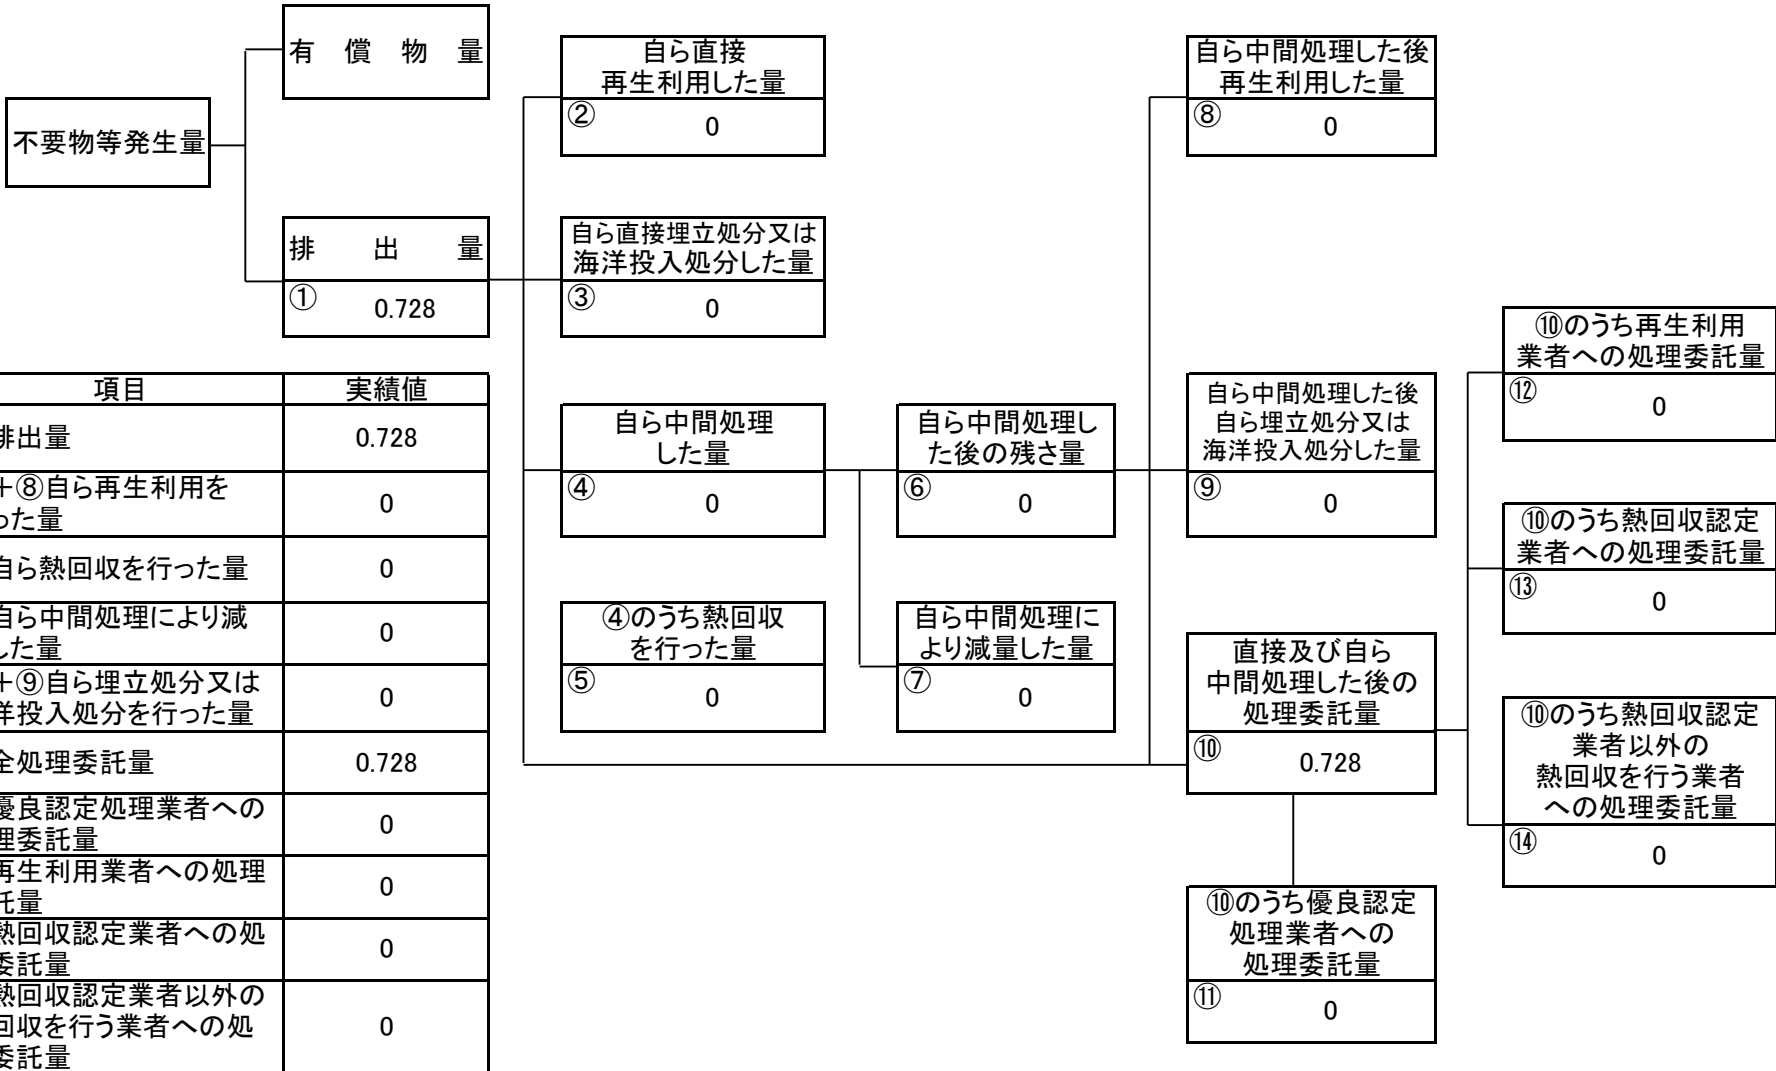 有償物量
不要物等発生量
排出量
①
0.728
自ら直接
再生利用した量
②
0
自ら直接埋立処分又は
海洋投入処分した量
③
0
自ら中間処理
した量
④
0
④のうち熱回収
を行った量
⑤
0
自ら中間処理し
た後の残さ量
⑥
0
自ら中間処理に
より減量した量
⑦
0
自ら中間処理した後
再生利用した量
⑧
0
自ら中間処理した後
自ら埋立処分又は
海洋投入処分した量
⑨
0
直接及び自ら
中間処理した後の
処理委託量
⑩
0.728
⑩のうち優良認定
処理業者への
処理委託量
⑪
0
⑩のうち再生利用
業者への処理委託量
⑫
0
⑩のうち熱回収認定
業者への処理委託量
⑬
0
⑩のうち熱回収認定
業者以外の
熱回収を行う業者
への処理委託量
⑭
0
項目 実績値
排出量 0.728
+⑧自ら再生利用を
った量
0
自ら熱回収を行った量 0
自ら中間処理により減
した量
0
+⑨自ら埋立処分又は
洋投入処分を行った量
0
全処理委託量 0.728
優良認定処理業者への
理委託量
0
再生利用業者への処理
託量
0
熱回収認定業者への処
委託量
0
熱回収認定業者以外の
回収を行う業者への処
委託量
0